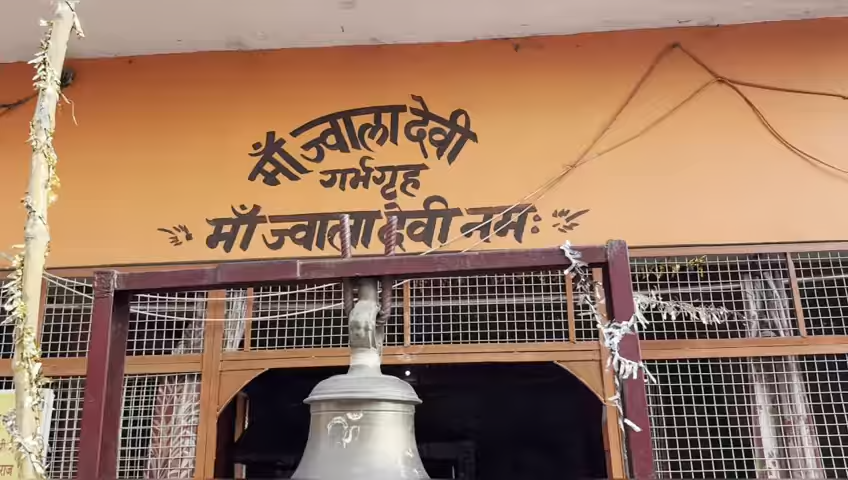 माँ ज्वाला देवी
गर्भगृह
माँ ज्वाला देवी नमः